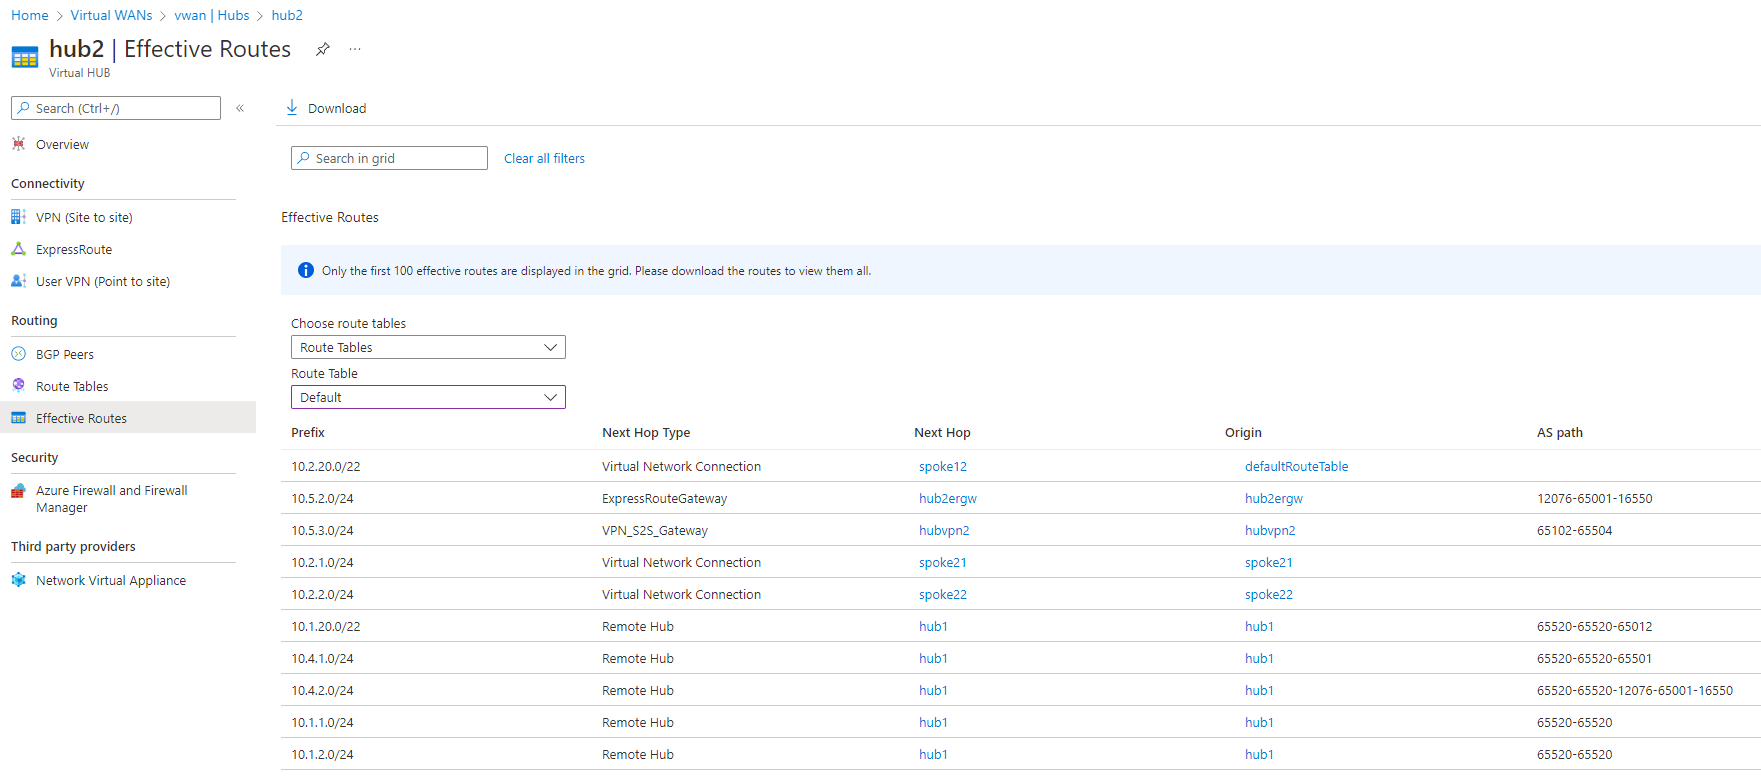 Home > Virtual WANs > vwan | Hubs > hub2
hub2 | Effective Routes ...
Virtual HUB
Search (Ctrl+/) «
Overview
Connectivity
VPN (Site to site)
ExpressRoute
User VPN (Point to site)
Routing
BGP Peers
Route Tables
Effective Routes
Security
Azure Firewall and Firewall
Manager
Third party providers
Network Virtual Appliance
Download
Search in grid Clear all filters
Effective Routes
Only the first 100 effective routes are displayed in the grid. Please download the routes to view them all.
Choose route tables
Route Tables
Route Table
Default
Prefix Next Hop Type Next Hop Origin AS path
10.2.20.0/22 Virtual Network Connection spoke12 defaultRouteTable
10.5.2.0/24 ExpressRouteGateway hub2ergw hub2ergw 12076-65001-16550
10.5.3.0/24 VPN_S2S_Gateway hubvpn2 hubvpn2 65102-65504
10.2.1.0/24 Virtual Network Connection spoke21 spoke21
10.2.2.0/24 Virtual Network Connection spoke22 spoke22
10.1.20.0/22 Remote Hub hub1 hub1 65520-65520-65012
10.4.1.0/24 Remote Hub hub1 hub1 65520-65520-65501
10.4.2.0/24 Remote Hub hub1 hub1 65520-65520-12076-65001-16550
10.1.1.0/24 Remote Hub hub1 hub1 65520-65520
10.1.2.0/24 Remote Hub hub1 hub1 65520-65520